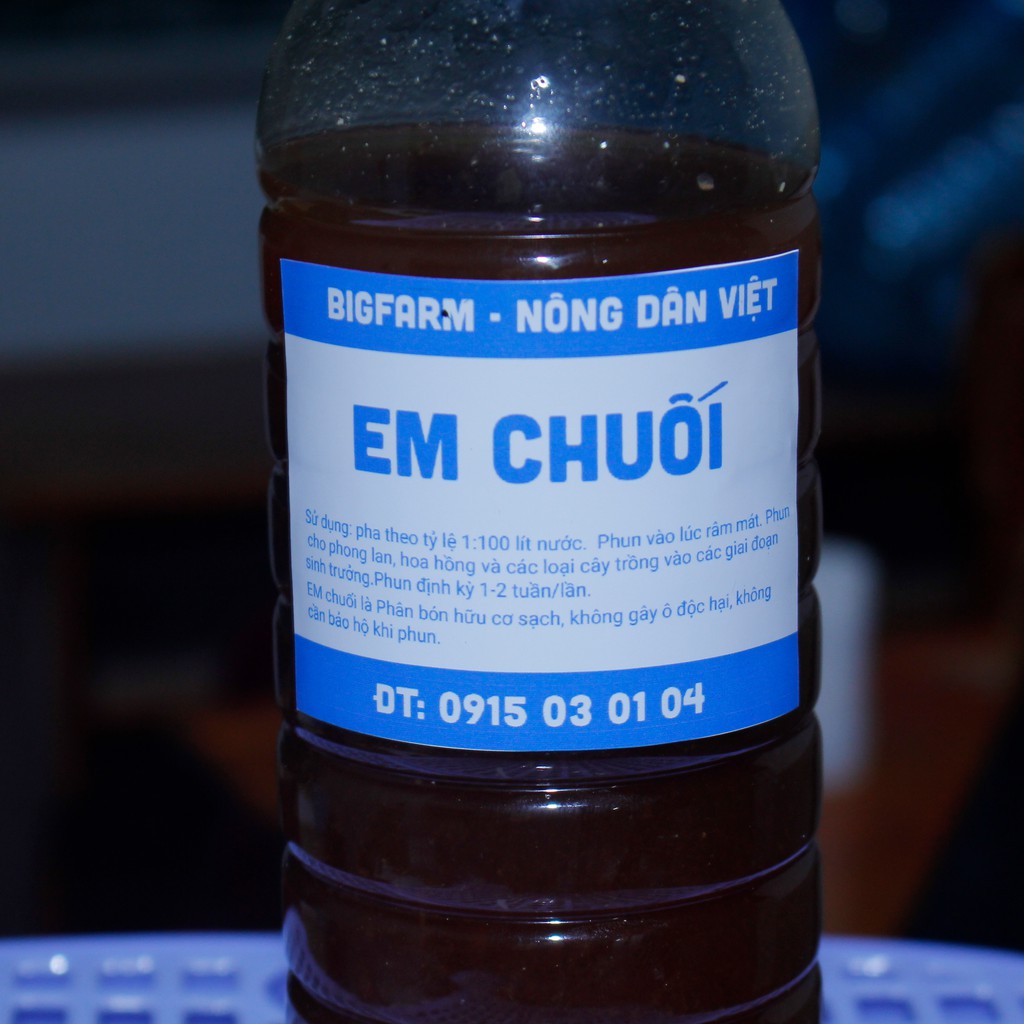 BIGFARM - NÔNG DÂN VIỆT
EM CHUỐI
Sử dụng: pha theo tỷ lệ 1:100 lít nước. Phun vào lúc râm mát. Phun
cho phong lan, hoa hồng và các loại cây trồng vào các giai đoạn
sinh trưởng.Phun định kỳ 1-2 tuần/lần.
EM chuối là Phân bón hữu cơ sạch, không gây ô độc hại, không
cần bảo hộ khi phun.
ĐT: 0915 03 01 04